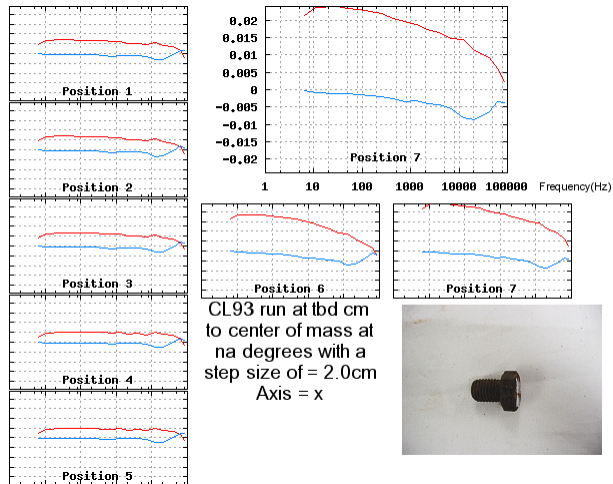 Position 1
Position 2
Position 3
Position 4
Position 5
0.02
0.015
0.01
0.005
0
-0.005
-0.01
-0.015
-0.02
Position 7
1 10 100 1000 10000 100000 Frequency(Hz)
Position 6
Position 7
CL93 run at tbd cm
to center of mass at
na degrees with a
step size of = 2.0cm
Axis = x